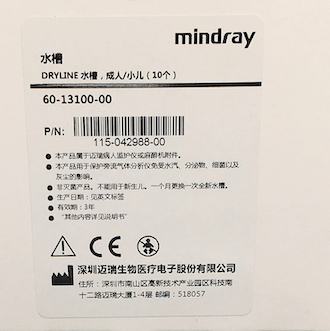 mindray
水槽
DRYLINE 水槽，成人/小儿（10个）
60-13100-00
P/N:
115-042988-00
本产品属于迈瑞病人监护仪或麻醉机附件。
本产品用于保护旁流气体分析仪免受水汽、分泌物、细菌以及
灰尘的影响。
非灭菌产品。不能用于新生儿。一个月更换一次全新水槽。
生产日期：见英文标签
有效期：3年
"其他内容详见说明书"
深圳迈瑞生物医疗电子股份有限公司
住所：深圳市南山区高新技术产业园区科技南
十二路迈瑞大厦1-4层 邮编：518057